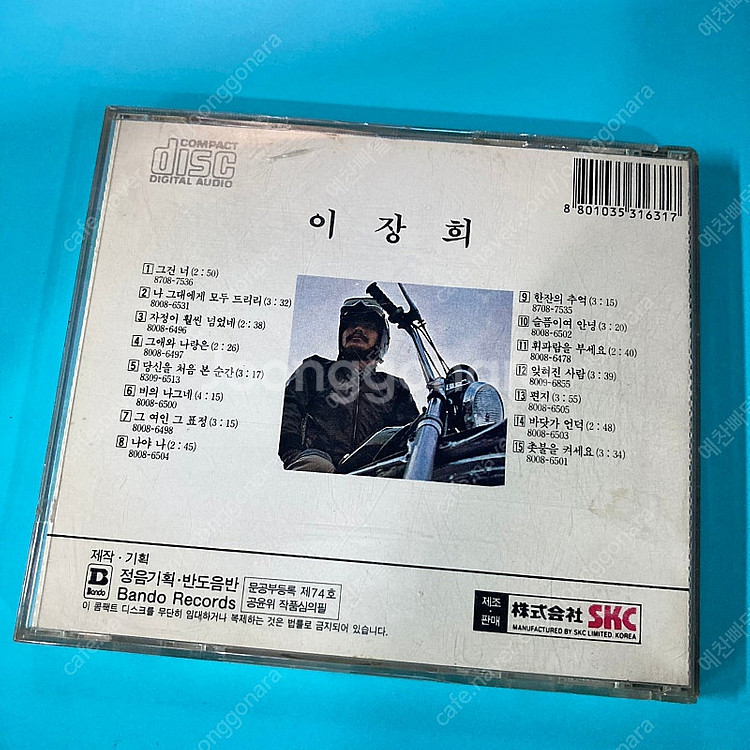 COMPACT
disc
DIGITAL AUDIO
8 801035 316317
이 장 희
1 그건 너(2:50)
8708-7536
2 나 그대에게 모두 드리리(3:32)
8008-6531
3 자정이 훨씬 넘었네(2:38)
8008-6496
4 그애와 나랑은(2:26)
8008-6497
5 당신을 처음 본 순간(3:17)
8309-6513
6 비의 나그네(4:15)
8008-6500
7 그 여인 그 표정(3:15)
8008-6498
8 나야 나(2:45)
8008-6504
9 한잔의 추억(3:15)
8708-7535
10 슬픔이여 안녕(3:20)
8008-6502
11 휘파람을 부세요(2:40)
8008-6478
12 잊혀진 사람(3:39)
8009-6855
13 편지(3:55)
8008-6505
14 바닷가 언덕(2:48)
8008-6503
15 촛불을 켜세요(3:34)
8008-6501
제작·기획
B
Bando
정음기획·반도음반
Bando Records
문공부등록 제74호
공윤위 작품심의필
이 콤팩트 디스크를 무단히 임대하거나 복제하는 것은 법률로 금지되어 있습니다.
제조·판매
株式会社 SKC
MANUFACTURED BY SKC LIMITED. KOREA